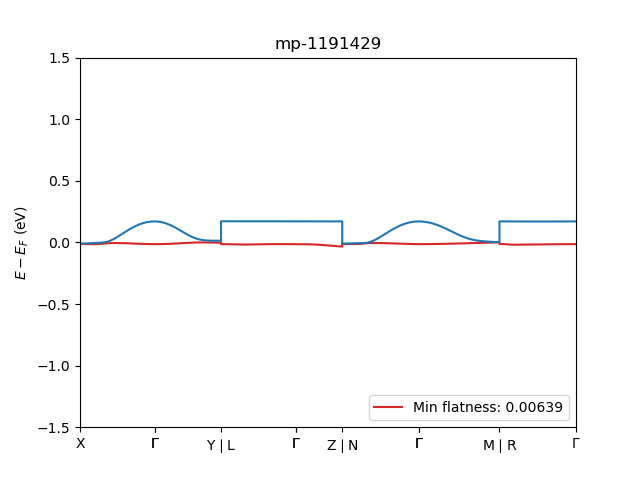 mp-1191429
1.5
1.0
0.5
0.0
−0.5
−1.0
−1.5
E − E_F (eV)
Min flatness: 0.00639
X Γ Y | L Γ Z | N Γ M | R Γ